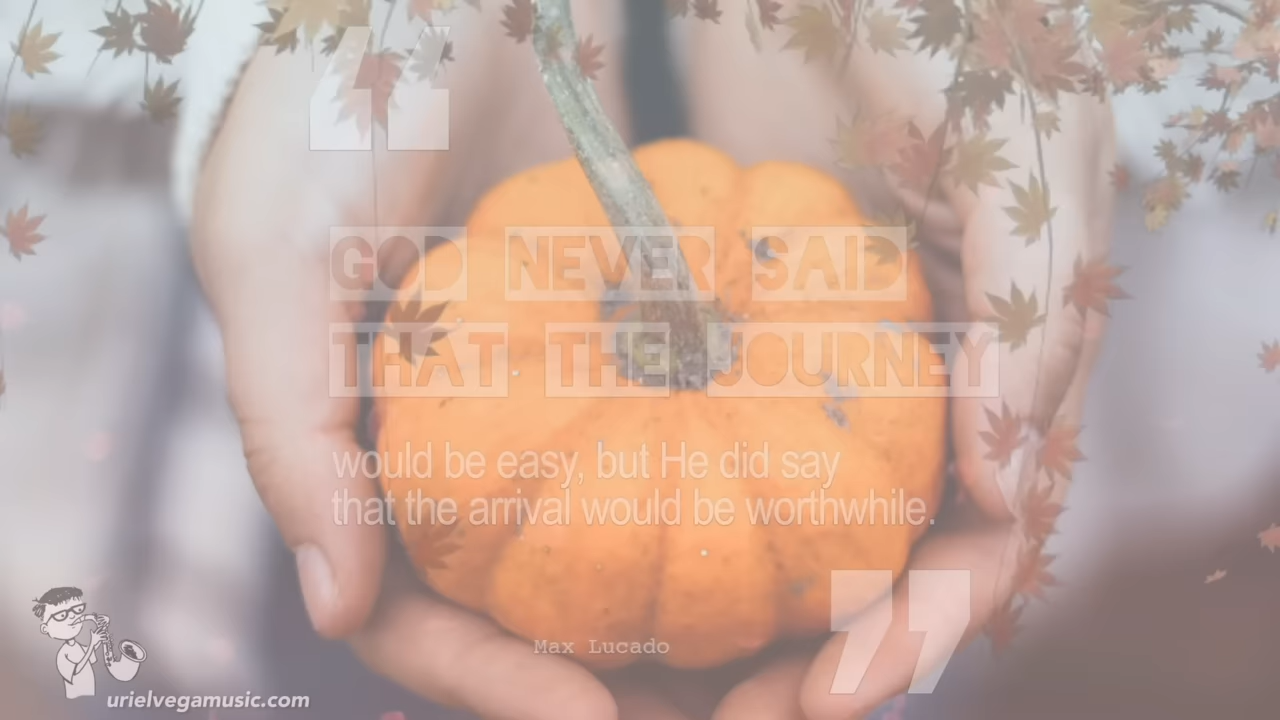 “
GOD NEVER SAID
THAT THE JOURNEY
would be easy, but He did say
that the arrival would be worthwhile.
”
Max Lucado
urielvegamusic.com